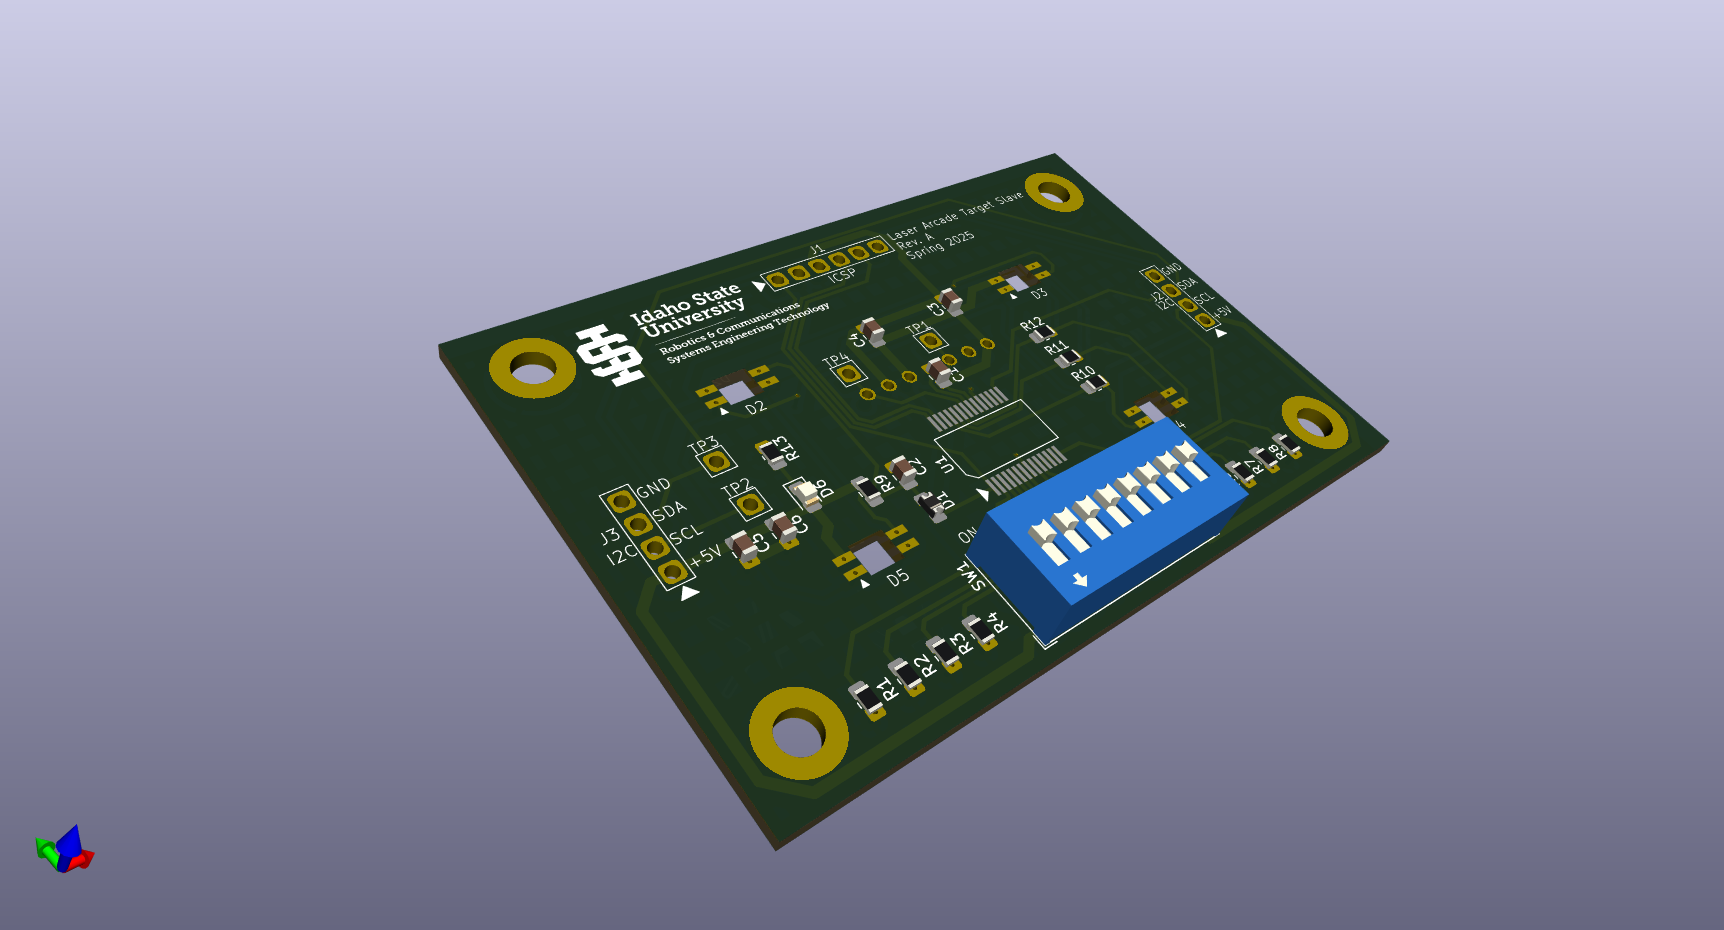 Laser Arcade Target Slave
Rev. A
Spring 2025
J1
ICSP
Idaho State
University
Robotics & Communications
Systems Engineering Technology
GND
SDA
SCL
+5V
J2
I2C
D3
C3
C4
TP1
TP4
C1
R12
R11
R10
D2
TP3
R13
TP2
D6
R9
C2
U1
D1
C6
C5
D5
GND
SDA
SCL
+5V
J3
I2C
ON
SW1
4
R7
R8
R1
R2
R3
R4